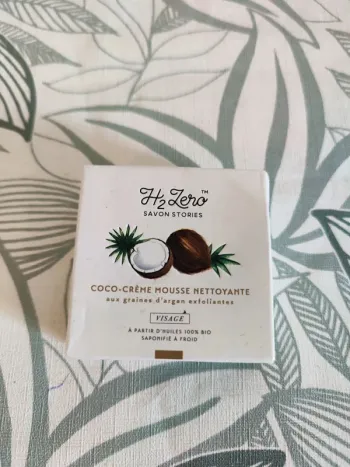 H2 Zero™
SAVON STORIES
COCO-CRÈME MOUSSE NETTOYANTE
aux graines d'argan exfoliantes
VISAGE
À PARTIR D'HUILES 100% BIO
SAPONIFIÉ À FROID